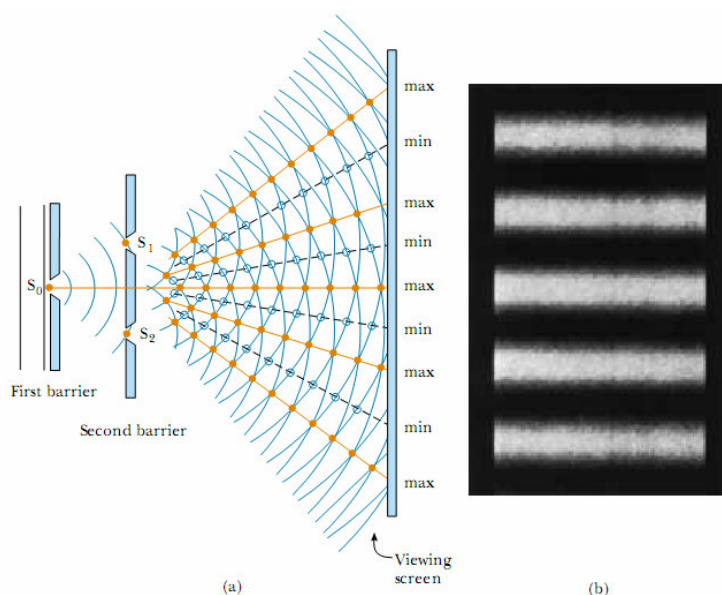 max
min
max
S1
min
S0
max
S2
min
max
First barrier
Second barrier
min
max
Viewing
screen
(a)
(b)